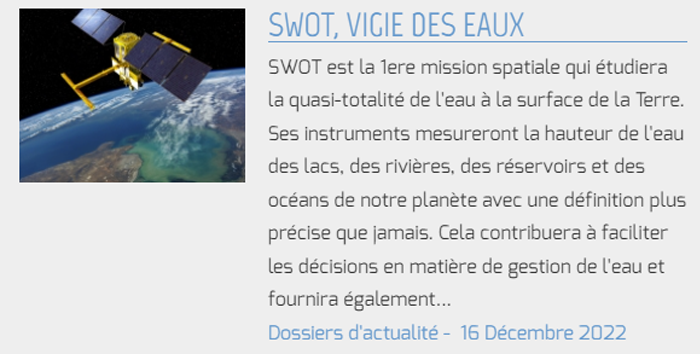 SWOT, VIGIE DES EAUX
SWOT est la 1ere mission spatiale qui étudiera
la quasi-totalité de l'eau à la surface de la Terre.
Ses instruments mesureront la hauteur de l'eau
des lacs, des rivières, des réservoirs et des
océans de notre planète avec une définition plus
précise que jamais. Cela contribuera à faciliter
les décisions en matière de gestion de l'eau et
fournira également...
Dossiers d'actualité - 16 Décembre 2022